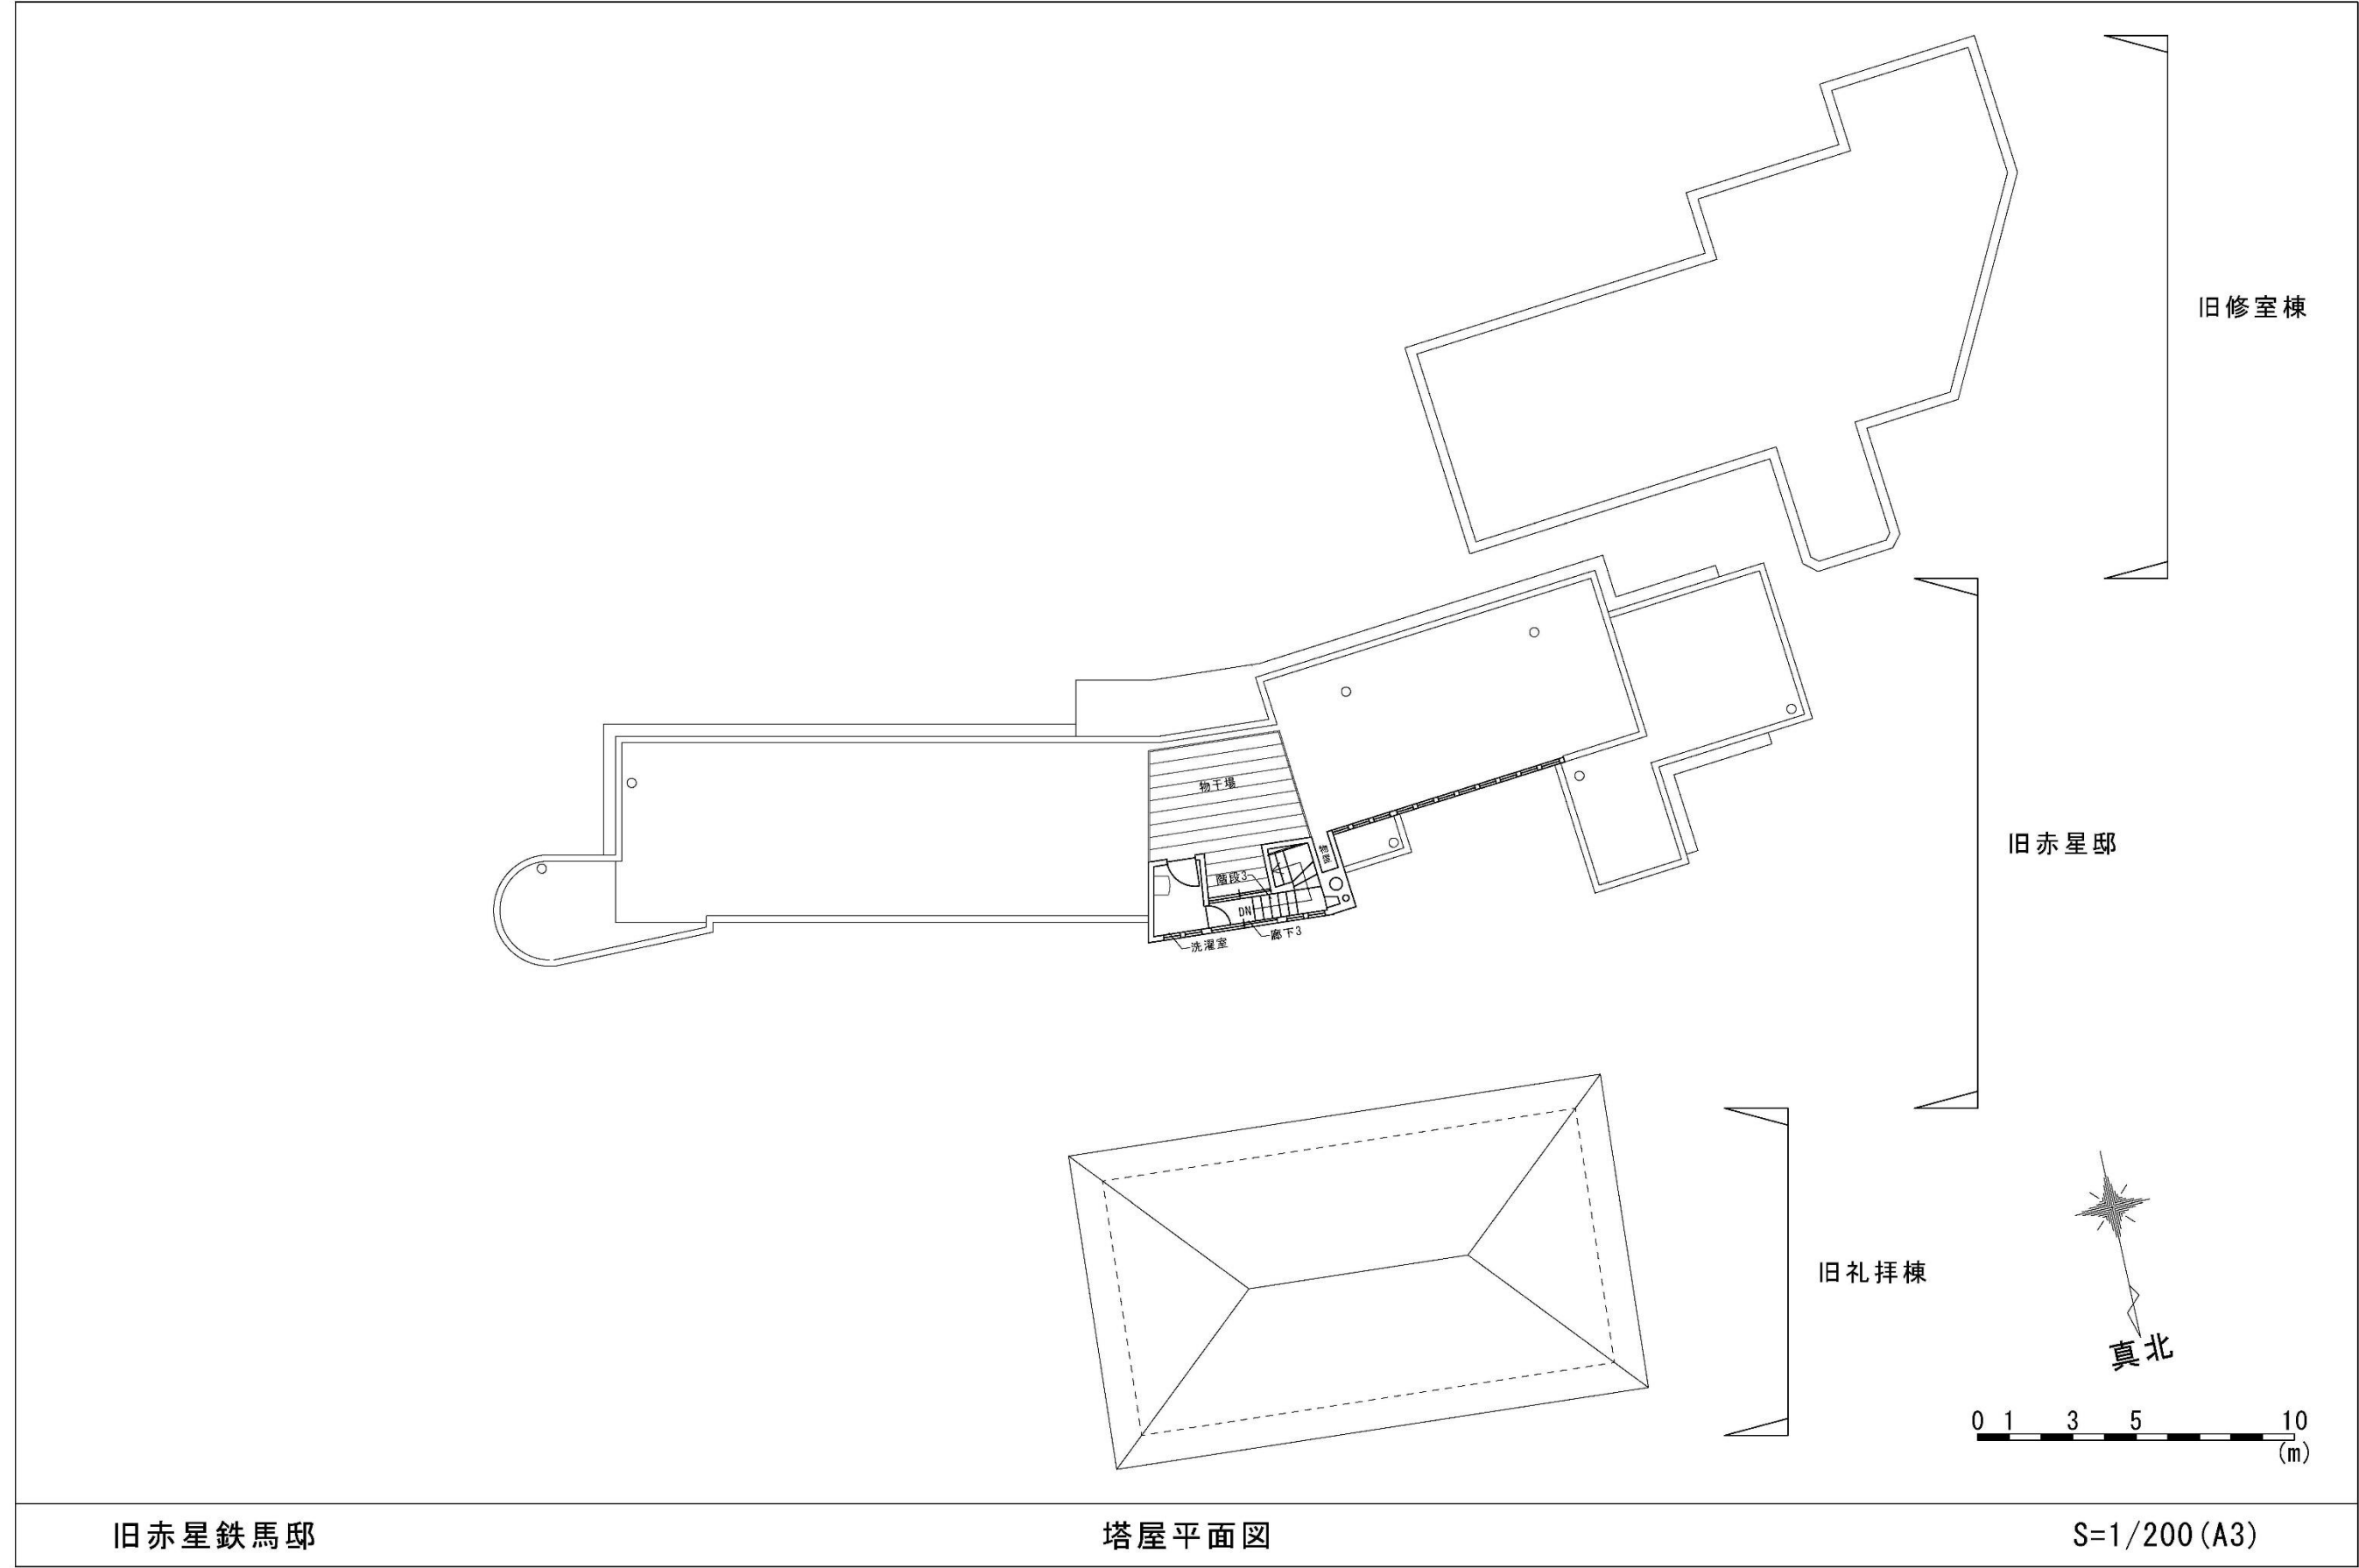 旧修室棟
物干場
旧赤星邸
物置
階段3
DN
廊下3
洗濯室
旧礼拝棟
真北
0 1 3 5 10
(m)
旧赤星鉄馬邸
塔屋平面図
S=1/200(A3)